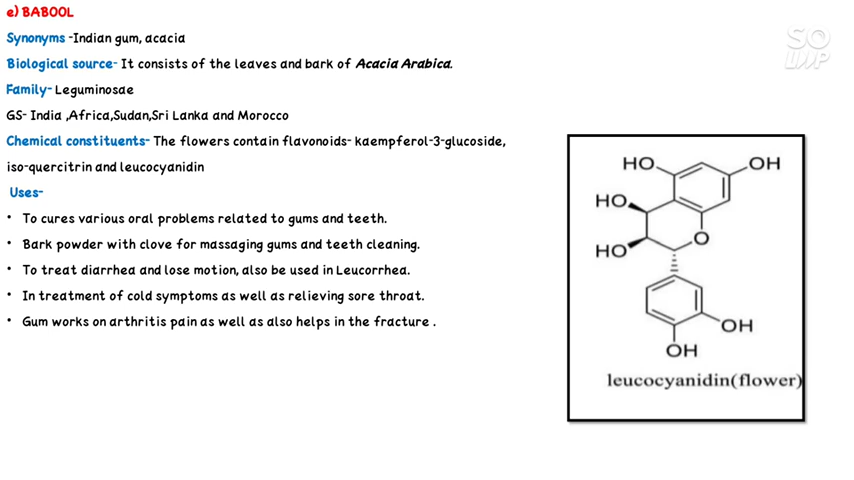 e) BABOOL
Synonyms -Indian gum, acacia
Biological source- It consists of the leaves and bark of Acacia Arabica.
Family- Leguminosae
GS- India ,Africa,Sudan,Sri Lanka and Morocco
Chemical constituents- The flowers contain flavonoids- kaempferol-3-glucoside,
iso-quercitrin and leucocyanidin
Uses-
• To cures various oral problems related to gums and teeth.
• Bark powder with clove for massaging gums and teeth cleaning.
• To treat diarrhea and lose motion, also be used in Leucorrhea.
• In treatment of cold symptoms as well as relieving sore throat.
• Gum works on arthritis pain as well as also helps in the fracture .
HO
OH
HO
HO
O
OH
OH
leucocyanidin(flower)